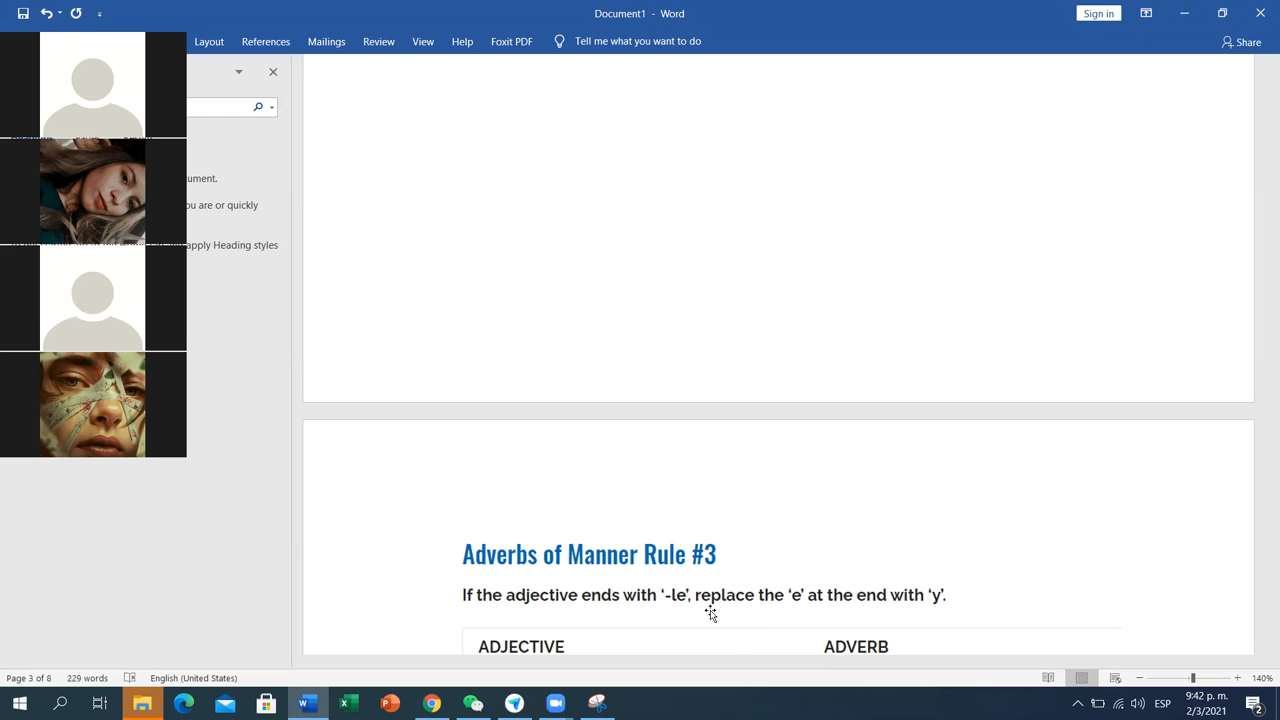 Document1 - Word
Sign in
Layout References Mailings Review View Help Foxit PDF Tell me what you want to do
Share
ument.
ou are or quickly
apply Heading styles
Adverbs of Manner Rule #3
If the adjective ends with ‘-le’, replace the ‘e’ at the end with ‘y’.
ADJECTIVE ADVERB
Page 3 of 8 229 words English (United States) 140%
9:42 p. m.
ESP
2/3/2021
2